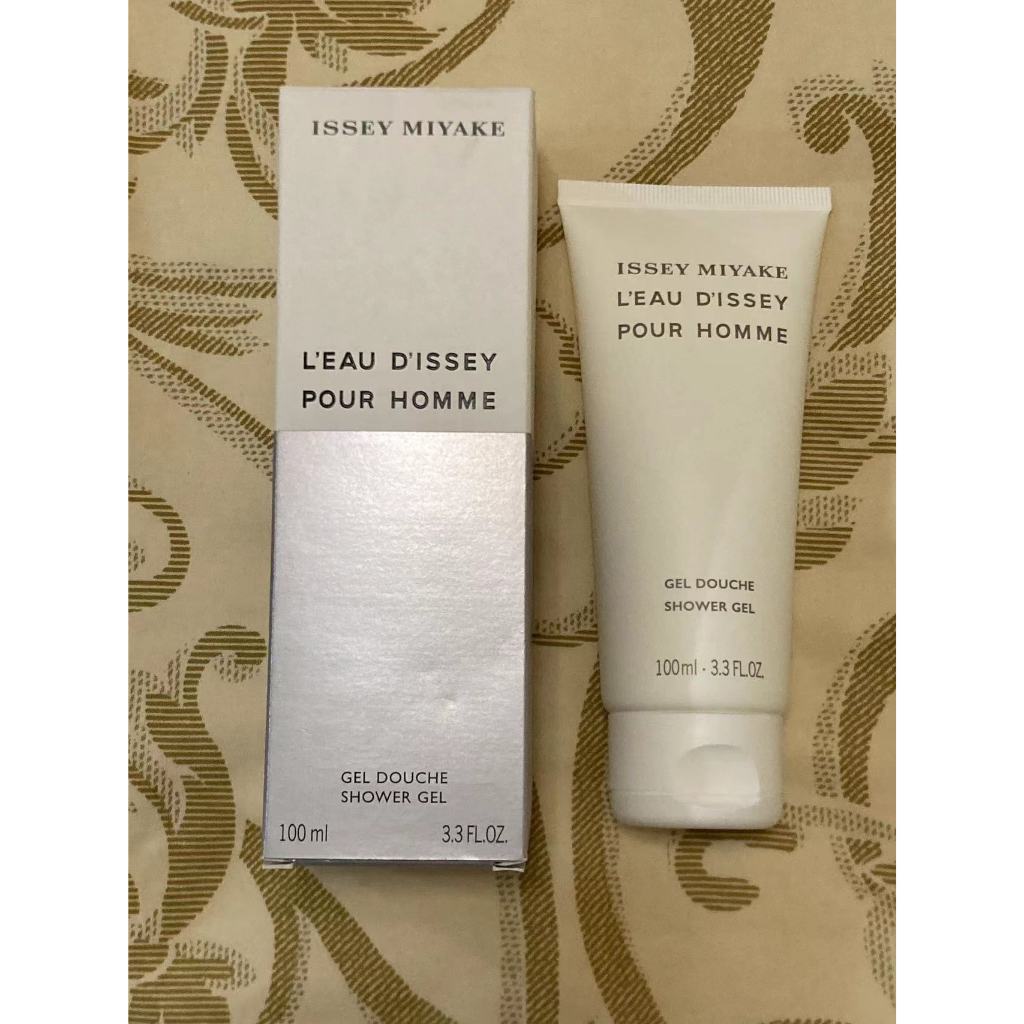 ISSEY MIYAKE
L'EAU D'ISSEY
POUR HOMME
GEL DOUCHE
SHOWER GEL
100 ml 3.3 FL.OZ.
ISSEY MIYAKE
L'EAU D'ISSEY
POUR HOMME
GEL DOUCHE
SHOWER GEL
100ml · 3.3 FL.OZ.